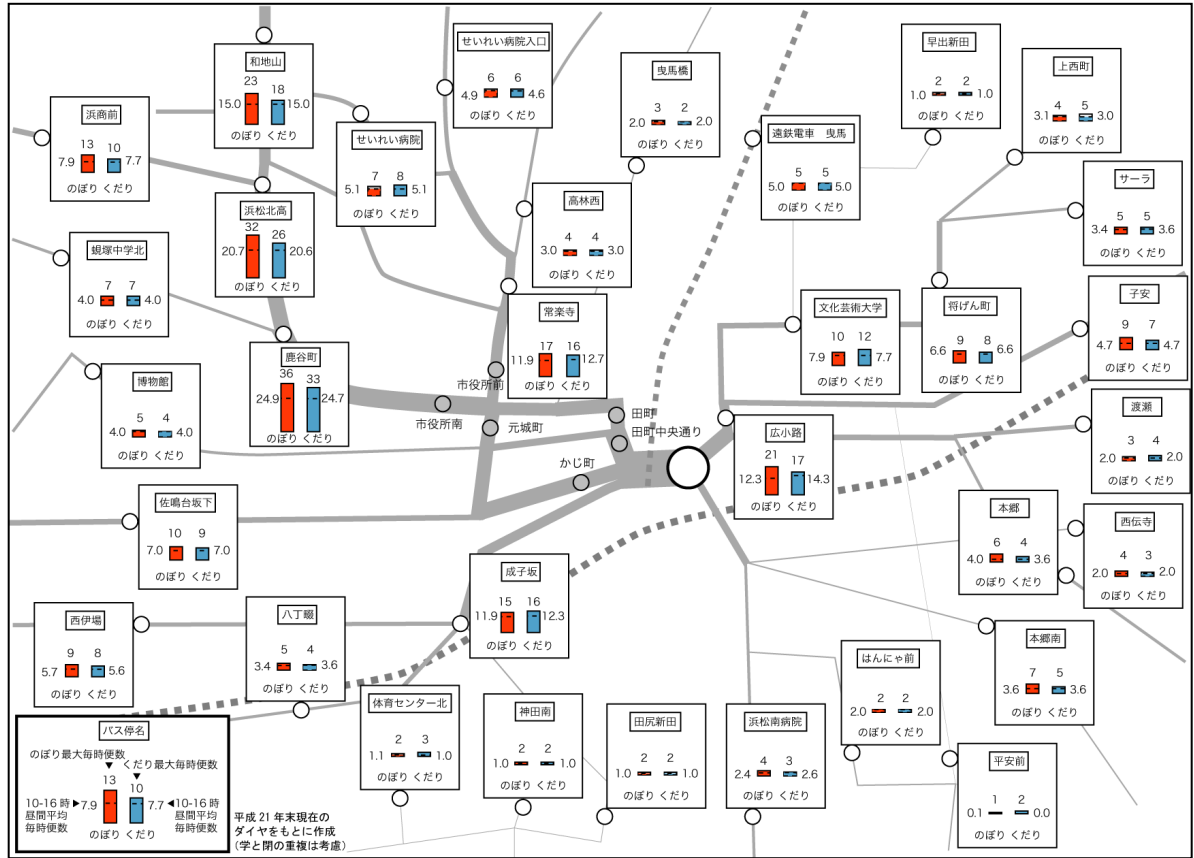 和地山
23
18
15.0
15.0
のぼり くだり
せいれい病院入口
6
6
4.9
4.6
のぼり くだり
曳馬橋
3
2
2.0
2.0
のぼり くだり
早出新田
2
2
1.0
1.0
のぼり くだり
上西町
4
5
3.1
3.0
のぼり くだり
浜商前
13
10
7.9
7.7
のぼり くだり
せいれい病院
7
8
5.1
5.1
のぼり くだり
遠鉄電車 曳馬
5
5
5.0
5.0
のぼり くだり
サーラ
5
5
3.4
3.6
のぼり くだり
浜松北高
32
26
20.7
20.6
のぼり くだり
高林西
4
4
3.0
3.0
のぼり くだり
蜆塚中学北
7
7
4.0
4.0
のぼり くだり
常楽寺
17
16
11.9
12.7
のぼり くだり
文化芸術大学
10
12
7.9
7.7
のぼり くだり
将げん町
9
8
6.6
6.6
のぼり くだり
子安
9
7
4.7
4.7
のぼり くだり
鹿谷町
36
33
24.9
24.7
のぼり くだり
博物館
5
4
4.0
4.0
のぼり くだり
市役所前
市役所南
元城町
田町
田町中央通り
かじ町
広小路
21
17
12.3
14.3
のぼり くだり
渡瀬
3
4
2.0
2.0
のぼり くだり
佐鳴台坂下
10
9
7.0
7.0
のぼり くだり
本郷
6
4
4.0
3.6
のぼり くだり
西伝寺
4
3
2.0
2.0
のぼり くだり
成子坂
15
16
11.9
12.3
のぼり くだり
西伊場
9
8
5.7
5.6
のぼり くだり
八丁畷
5
4
3.4
3.6
のぼり くだり
はんにゃ前
2
2
2.0
2.0
のぼり くだり
本郷南
7
5
3.6
3.6
のぼり くだり
体育センター北
2
3
1.1
1.0
のぼり くだり
神田南
2
2
1.0
1.0
のぼり くだり
田尻新田
2
2
1.0
1.0
のぼり くだり
浜松南病院
4
3
2.4
2.6
のぼり くだり
平安前
1
2
0.1
0.0
のぼり くだり
バス停名
のぼり最大毎時便数
▼ くだり最大毎時便数
13
▼
10
10-16時
昼間平均
毎時便数
▶7.9
7.7
◀10-16時
昼間平均
毎時便数
のぼり くだり
平成21年末現在の
ダイヤをもとに作成
(学と閉の重複は考慮)